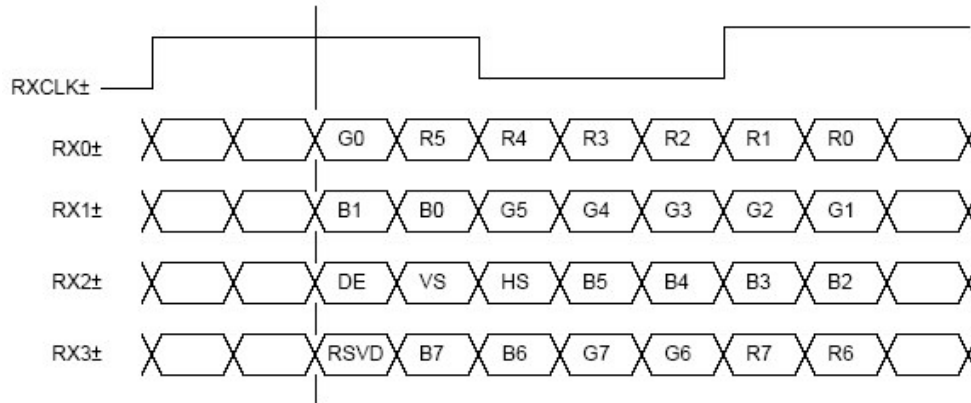 RXCLK±
RX0± G0 R5 R4 R3 R2 R1 R0
RX1± B1 B0 G5 G4 G3 G2 G1
RX2± DE VS HS B5 B4 B3 B2
RX3± RSVD B7 B6 G7 G6 R7 R6